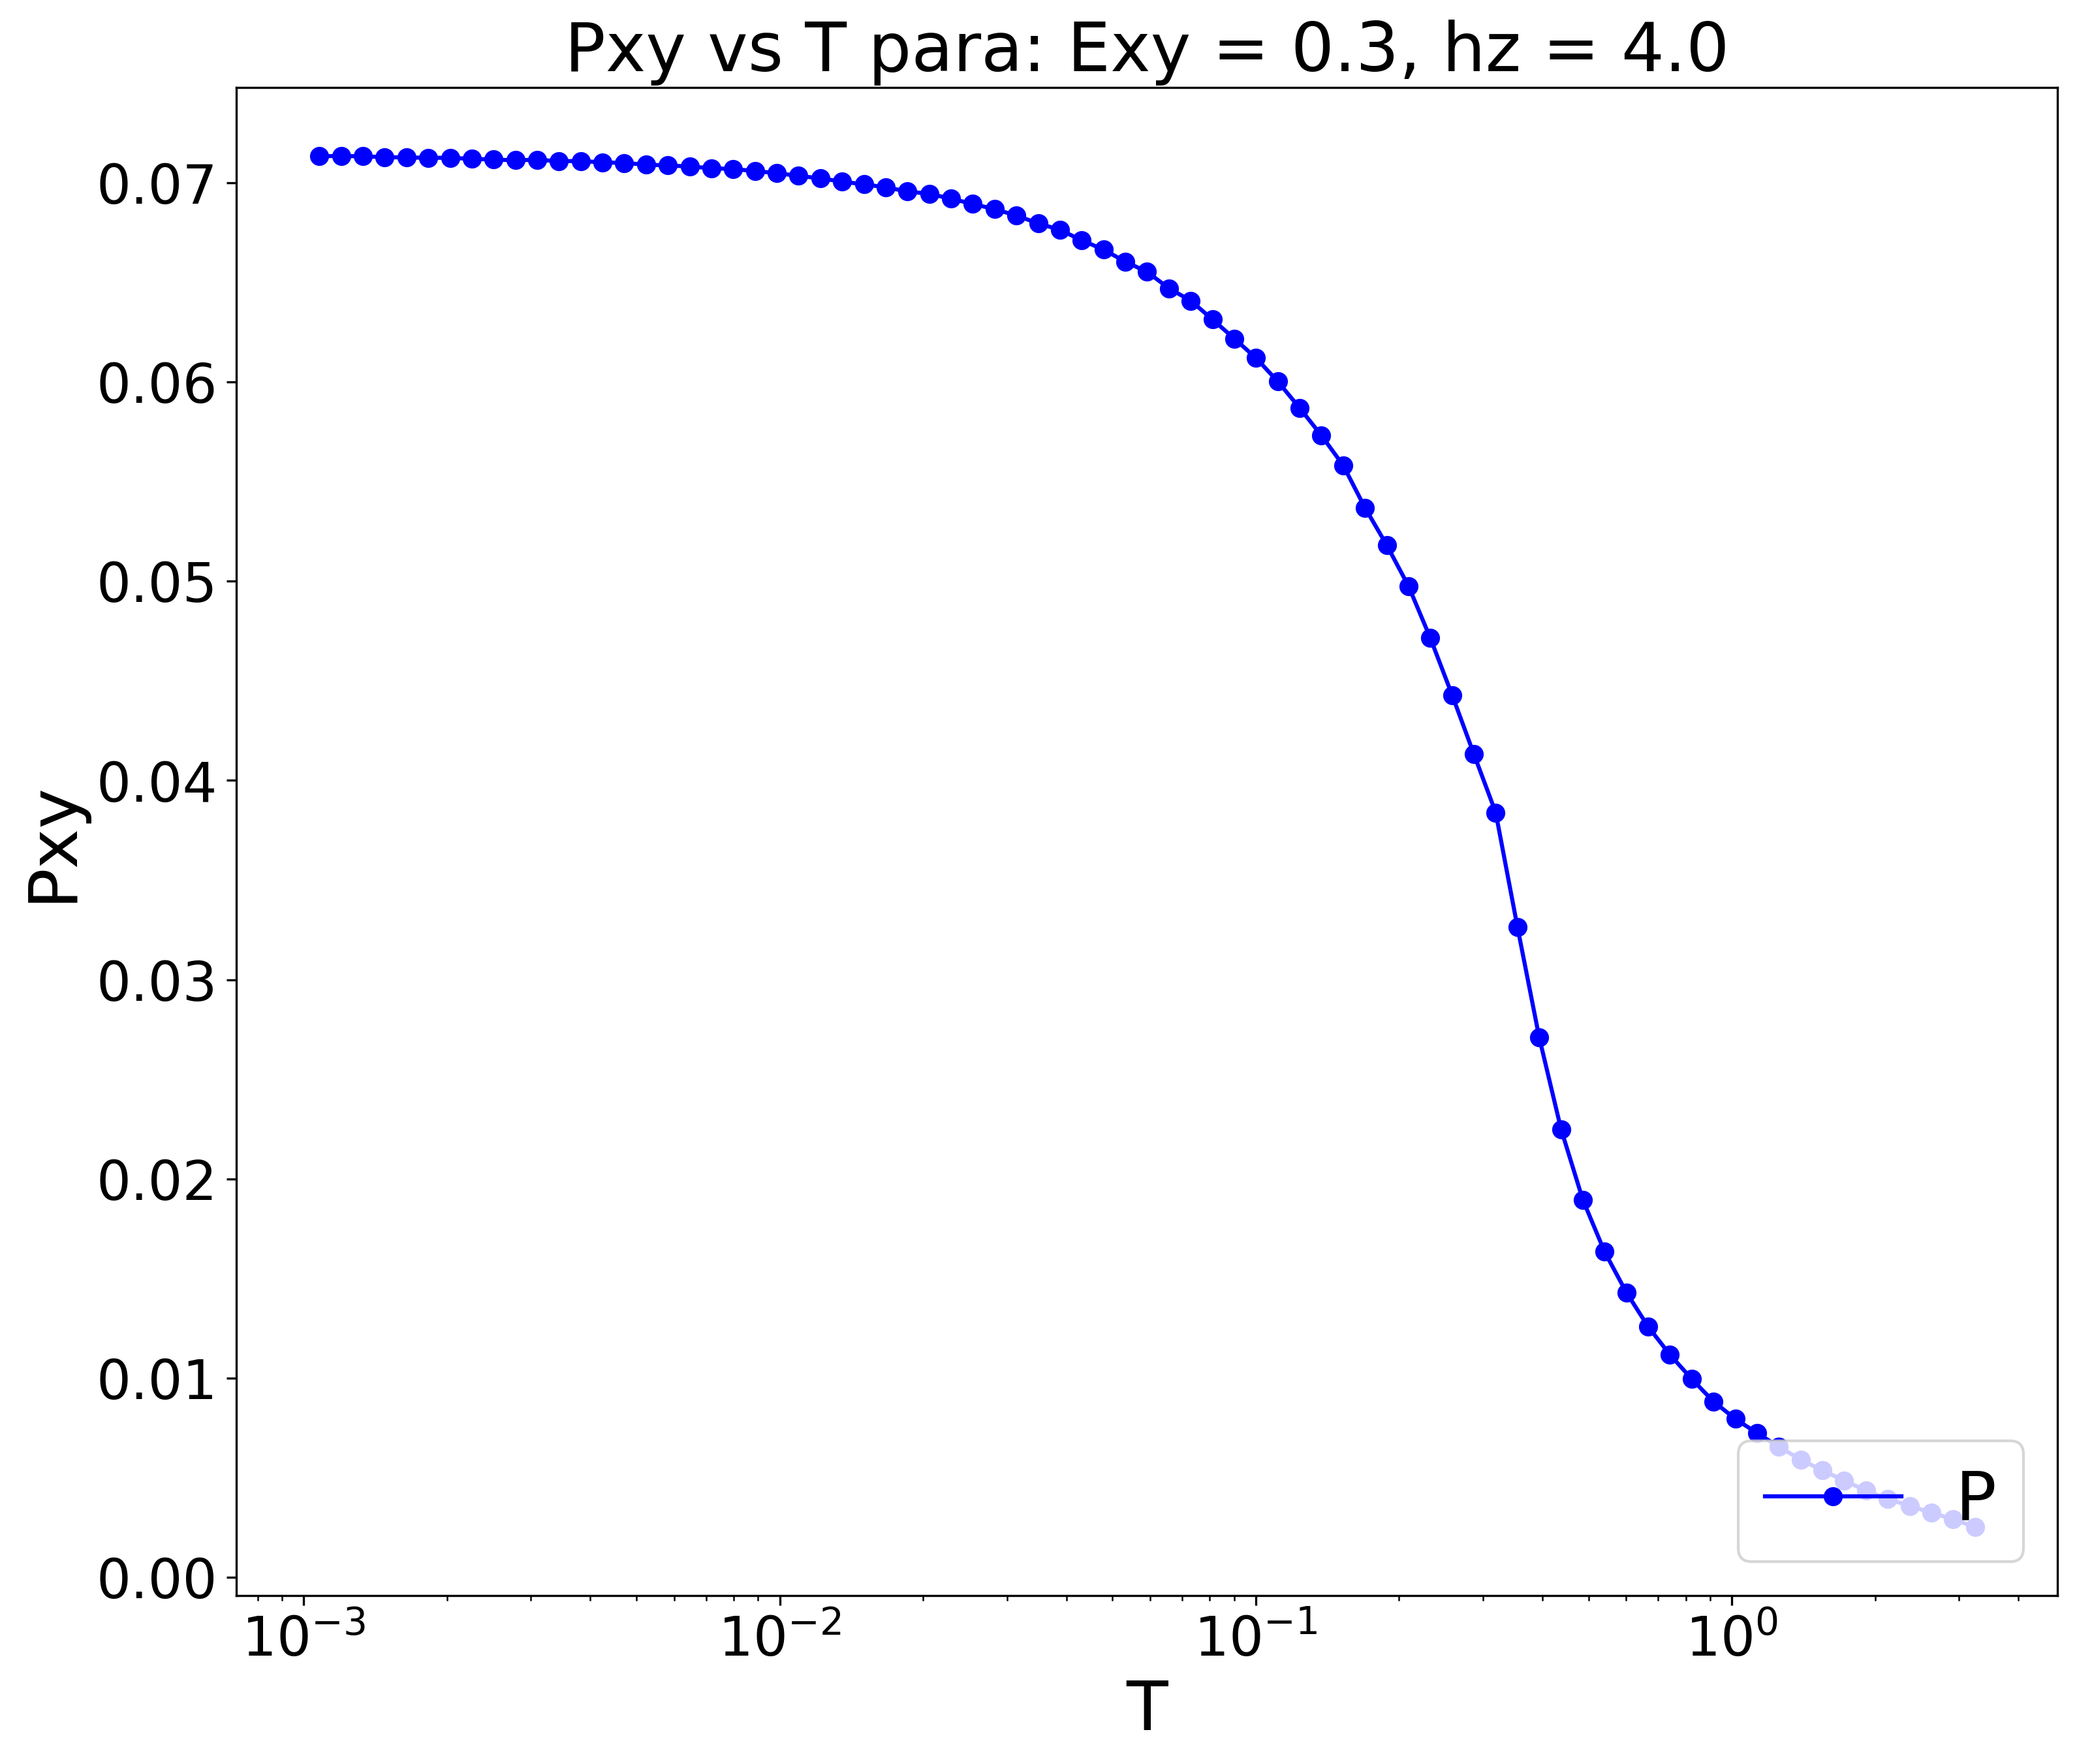 Pxy vs T para: Exy = 0.3, hz = 4.0
0.07
0.06
0.05
0.04
0.03
0.02
0.01
0.00
Pxy
P
10⁻³ 10⁻² 10⁻¹ 10⁰
T